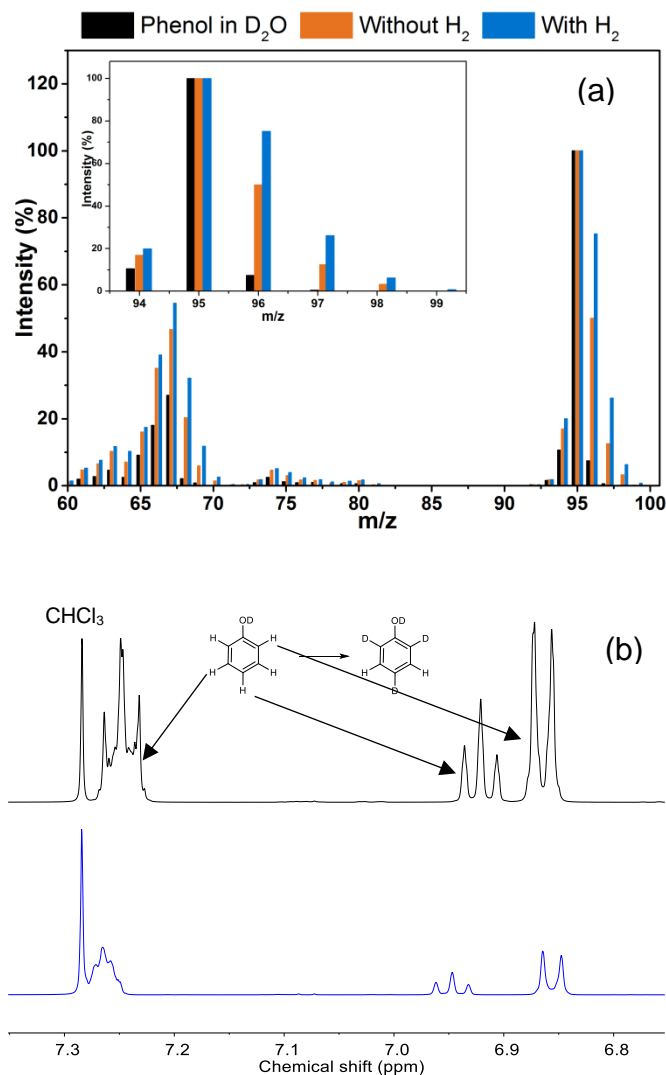 Phenol in D₂O Without H₂ With H₂
(a)
Intensity (%)
120
100
80
60
40
20
0
60 65 70 75 80 85 90 95 100
m/z
Intensity (%)
100
80
60
40
20
0
94 95 96 97 98 99
m/z
(b)
CHCl₃
OD
H H
H H
H
OD
D D
H H
D
7.3 7.2 7.1 7.0 6.9 6.8
Chemical shift (ppm)